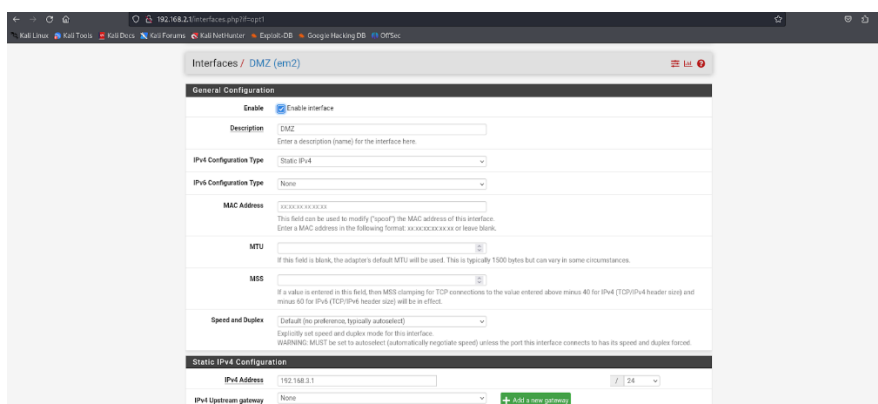 192.168.2.1/interfaces.php?if=opt1
Kali Linux Kali Tools Kali Docs Kali Forums Kali NetHunter Exploit-DB Google Hacking DB OffSec
Interfaces / DMZ (em2)
General Configuration
Enable Enable interface
Description DMZ
Enter a description (name) for the interface here.
IPv4 Configuration Type Static IPv4
IPv6 Configuration Type None
MAC Address xx:xx:xx:xx:xx:xx
This field can be used to modify ("spoof") the MAC address of this interface.
Enter a MAC address in the following format: xx:xx:xx:xx:xx:xx or leave blank.
MTU
If this field is blank, the adapter's default MTU will be used. This is typically 1500 bytes but can vary in some circumstances.
MSS
If a value is entered in this field, then MSS clamping for TCP connections to the value entered above minus 40 for IPv4 (TCP/IPv4 header size) and
minus 60 for IPv6 (TCP/IPv6 header size) will be in effect.
Speed and Duplex Default (no preference, typically autoselect)
Explicitly set speed and duplex mode for this interface.
WARNING: MUST be set to autoselect (automatically negotiate speed) unless the port this interface connects to has its speed and duplex forced.
Static IPv4 Configuration
IPv4 Address 192.168.3.1 / 24
IPv4 Upstream gateway None + Add a new gateway